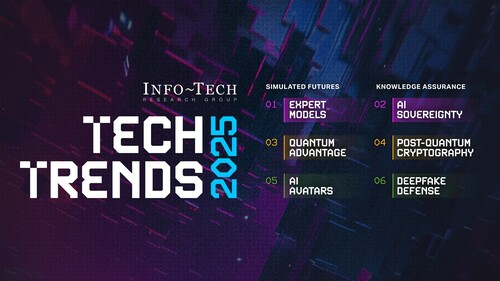 INFO~TECH
RESEARCH GROUP
TECH
TRENDS
2025
SIMULATED FUTURES
KNOWLEDGE ASSURANCE
01 EXPERT
MODELS
02 AI
SOVEREIGNTY
03 QUANTUM
ADVANTAGE
04 POST-QUANTUM
CRYPTOGRAPHY
05 AI
AVATARS
06 DEEPFAKE
DEFENSE